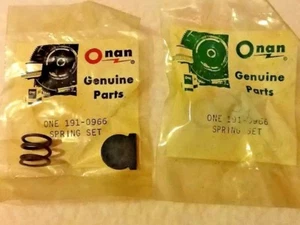 Onan
Genuine
Parts
ONE 191-0966
SPRING SET
Onan
Genuine
Parts
ONE 191-0966
SPRING SET